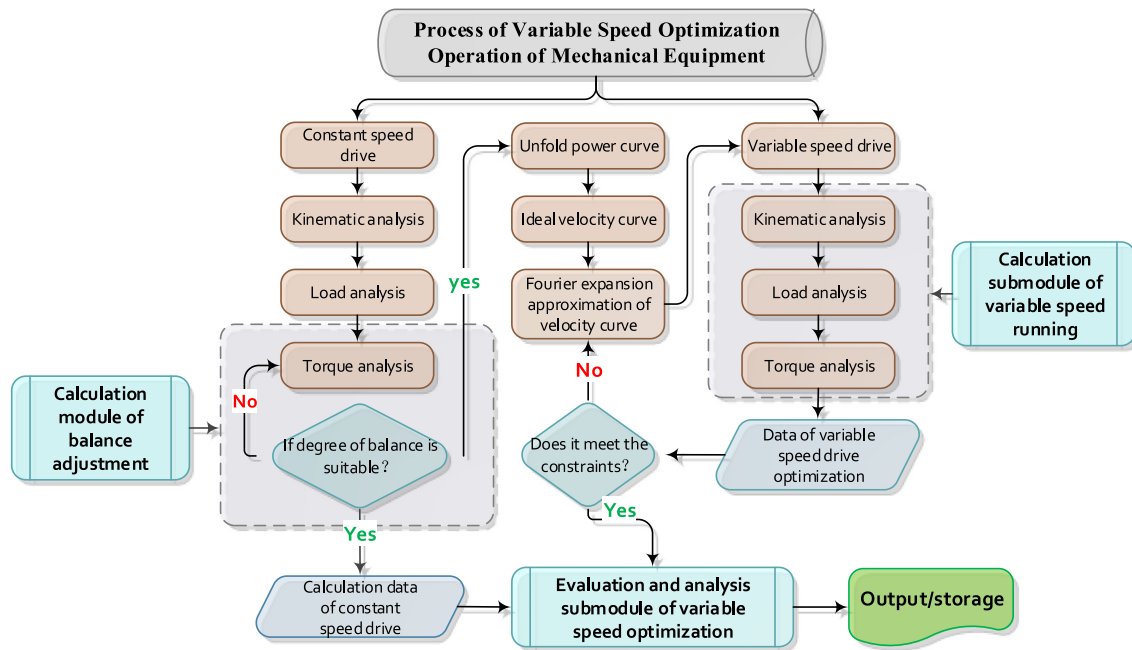 Process of Variable Speed Optimization
Operation of Mechanical Equipment
Constant speed
drive
Kinematic analysis
Load analysis
Torque analysis
No
If degree of balance is
suitable?
Yes
Calculation
module of
balance
adjustment
Calculation data
of constant
speed drive
yes
Unfold power curve
Ideal velocity curve
Fourier expansion
approximation of
velocity curve
No
Does it meet the
constraints?
Yes
Evaluation and analysis
submodule of variable
speed optimization
Variable speed drive
Kinematic analysis
Load analysis
Torque analysis
Data of variable
speed drive
optimization
Calculation
submodule of
variable speed
running
Output/storage